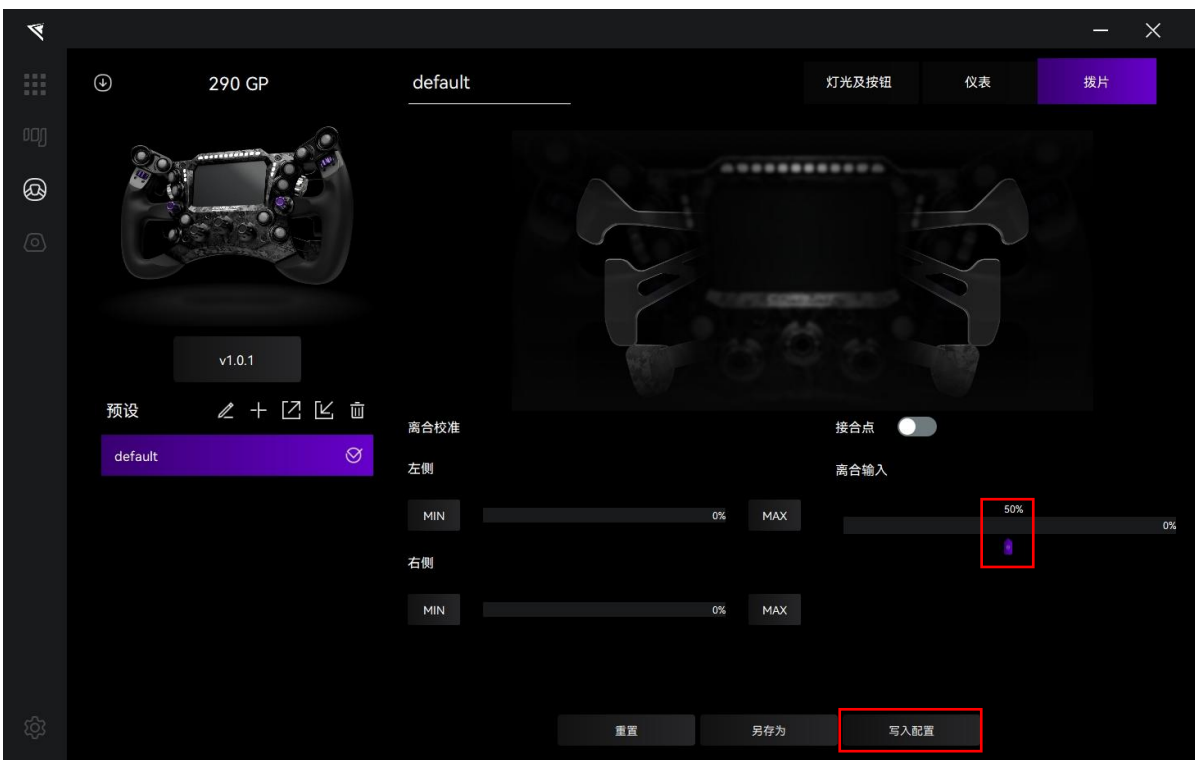 290 GP
default
灯光及按钮
仪表
拨片
v1.0.1
预设
default
离合校准
接合点
左侧
离合输入
MIN
0%
MAX
50%
0%
右侧
MIN
0%
MAX
重置
另存为
写入配置